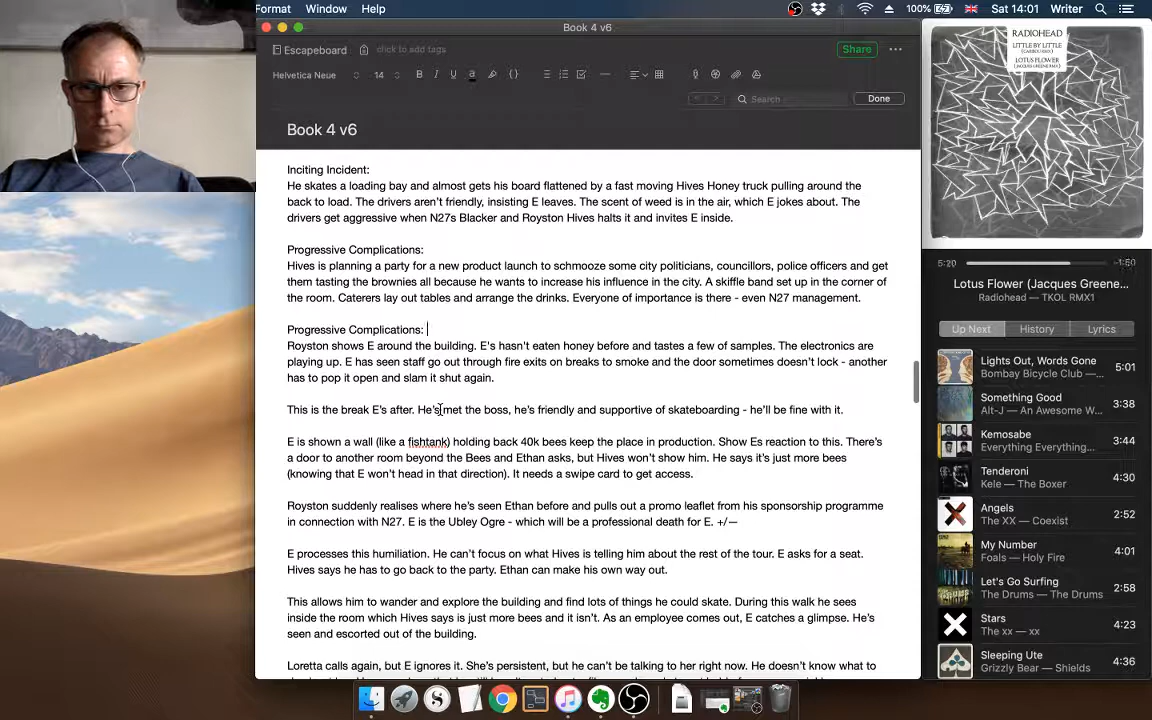 Format Window Help
100% Sat 14:01 Writer
Book 4 v6
Escapeboard click to add tags
Share
Helvetica Neue 14 B I U a
Search Done
Book 4 v6
Inciting Incident:
He skates a loading bay and almost gets his board flattened by a fast moving Hives Honey truck pulling around the
back to load. The drivers aren't friendly, insisting E leaves. The scent of weed is in the air, which E jokes about. The
drivers get aggressive when N27s Blacker and Royston Hives halts it and invites E inside.
Progressive Complications:
Hives is planning a party for a new product launch to schmooze some city politicians, councillors, police officers and get
them tasting the brownies all because he wants to increase his influence in the city. A skiffle band set up in the corner of
the room. Caterers lay out tables and arrange the drinks. Everyone of importance is there - even N27 management.
Progressive Complications:
Royston shows E around the building. E's hasn't eaten honey before and tastes a few of samples. The electronics are
playing up. E has seen staff go out through fire exits on breaks to smoke and the door sometimes doesn't lock - another
has to pop it open and slam it shut again.
This is the break E's after. He's met the boss, he's friendly and supportive of skateboarding - he'll be fine with it.
E is shown a wall (like a fishtank) holding back 40k bees keep the place in production. Show Es reaction to this. There's
a door to another room beyond the Bees and Ethan asks, but Hives won't show him. He says it's just more bees
(knowing that E won't head in that direction). It needs a swipe card to get access.
Royston suddenly realises where he's seen Ethan before and pulls out a promo leaflet from his sponsorship programme
in connection with N27. E is the Ubley Ogre - which will be a professional death for E. +/—
E processes this humiliation. He can't focus on what Hives is telling him about the rest of the tour. E asks for a seat.
Hives says he has to go back to the party. Ethan can make his own way out.
This allows him to wander and explore the building and find lots of things he could skate. During this walk he sees
inside the room which Hives says is just more bees and it isn't. As an employee comes out, E catches a glimpse. He's
seen and escorted out of the building.
Loretta calls again, but E ignores it. She's persistent, but he can't be talking to her right now. He doesn't know what to
RADIOHEAD
LITTLE BY LITTLE
(CARIBOU RMX)
LOTUS FLOWER
(JACQUES GREENE RMX)
5:20 -1:50
Lotus Flower (Jacques Greene...
Radiohead — TKOL RMX1
Up Next History Lyrics
Lights Out, Words Gone
Bombay Bicycle Club —... 5:01
Something Good
Alt-J — An Awesome W... 3:38
Kemosabe
Everything Everything... 3:44
Tenderoni
Kele — The Boxer 4:30
Angels
The XX — Coexist 2:52
My Number
Foals — Holy Fire 4:01
Let's Go Surfing
The Drums — The Drums 2:58
Stars
The xx — xx 4:23
Sleeping Ute
Grizzly Bear — Shields 4:36